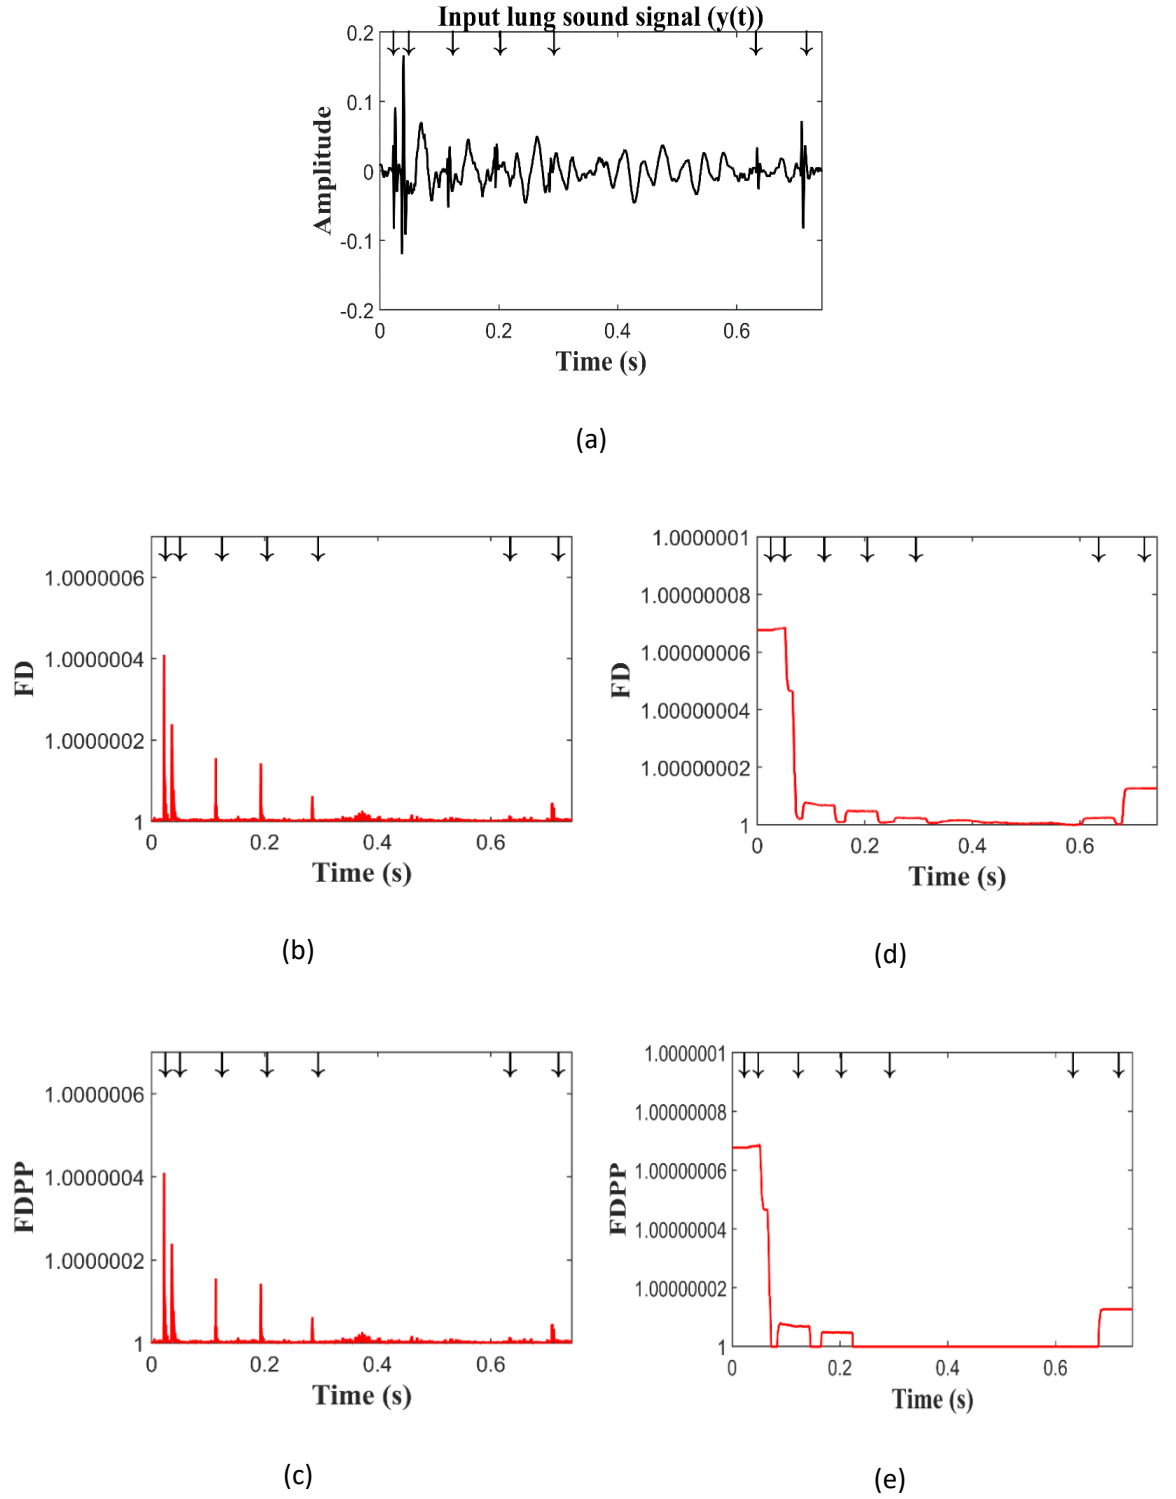 Input lung sound signal (y(t))
0.2
0.1
0
-0.1
-0.2
Amplitude
0 0.2 0.4 0.6
Time (s)
(a)
1.0000006
1.0000004
1.0000002
1
FD
0 0.2 0.4 0.6
Time (s)
(b)
1.0000001
1.00000008
1.00000006
1.00000004
1.00000002
1
FD
0 0.2 0.4 0.6
Time (s)
(d)
1.0000006
1.0000004
1.0000002
1
FDPP
0 0.2 0.4 0.6
Time (s)
(c)
1.0000001
1.00000008
1.00000006
1.00000004
1.00000002
1
FDPP
0 0.2 0.4 0.6
Time (s)
(e)